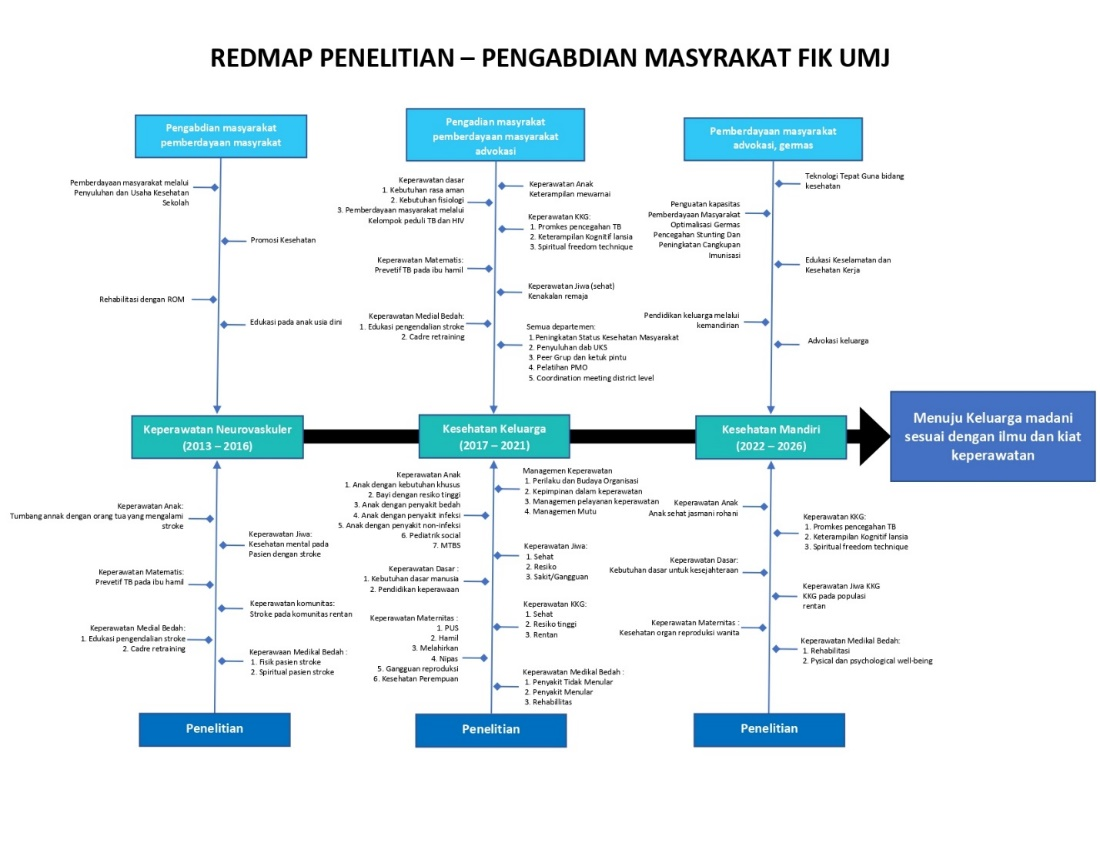 REDMAP PENELITIAN – PENGABDIAN MASYRAKAT FIK UMJ
Pengabdian masyarakat
pemberdayaan masyrakat
Pemberdayaan masyarakat melalui
Penyuluhan dan Usaha Kesehatan
Sekolah
Promosi Kesehatan
Rehabilitasi dengan ROM
Edukasi pada anak usia dini
Pengadian masyrakat
pemberdayaan masyarakat
advokasi
Keperawatan dasar
1. Kebutuhan rasa aman
2. Kebutuhan fisiologi
3. Pemberdayaan masyarakat melalui
Kelompok peduli TB dan HIV
Keperawatan Anak
Keterampilan mewarnai
Keperawatan KKG:
1. Promkes pencegahan TB
2. Keterampilan Kognitif lansia
3. Spiritual freedom technique
Keperawatan Matematis:
Prevetif TB pada ibu hamil
Keperawatan Jiwa (sehat)
Kenakalan remaja
Keperawatan Medial Bedah:
1. Edukasi pengendalian stroke
2. Cadre retraining
Semua departemen:
1.Peningkatan Status Kesehatan Masyarakat
2. Penyuluhan dab UKS
3. Peer Grup dan ketuk pintu
4. Pelatihan PMO
5. Coordination meeting district level
Pemberdayaan masyarakat
advokasi, germas
Teknologi Tepat Guna bidang
kesehatan
Penguatan kapasitas
Pemberdayaan Masyarakat
Optimalisasi Germas
Pencegahan Stunting Dan
Peningkatan Cangkupan
Imunisasi
Edukasi Keselamatan dan
Kesehatan Kerja
Pendidikan keluarga melalui
kemandirian
Advokasi keluarga
Keperawatan Neurovaskuler
(2013 – 2016)
Kesehatan Keluarga
(2017 – 2021)
Kesehatan Mandiri
(2022 – 2026)
Menuju Keluarga madani
sesuai dengan ilmu dan kiat
keperawatan
Keperawatan Anak:
Tumbang annak dengan orang tua yang mengalami
stroke
Keperawatan Jiwa:
Kesehatan mental pada
Pasien dengan stroke
Keperawatan Matematis:
Prevetif TB pada ibu hamil
Keperawatan komunitas:
Stroke pada komunitas rentan
Keperawatan Medial Bedah:
1. Edukasi pengendalian stroke
2. Cadre retraining
Keperawaan Medikal Bedah :
1. Fisik pasien stroke
2. Spiritual pasien stroke
Penelitian
Keperawatan Anak
1. Anak dengan kebutuhan khusus
2. Bayi dengan resiko tinggi
3. Anak dengan penyakit bedah
4. Anak dengan penyakit infeksi
5. Anak dengan penyakit non-infeksi
6. Pediatrik social
7. MTBS
Managemen Keperawatan
1. Perilaku dan Budaya Organisasi
2. Kepimpinan dalam keperawatan
3. Managemen pelayanan keperawatan
4. Managemen Mutu
Keperawatan Jiwa:
1. Sehat
2. Resiko
3. Sakit/Gangguan
Keperawatan Dasar :
1. Kebutuhan dasar manusia
2. Pendidikan keperawaan
Keperawatan KKG:
1. Sehat
2. Resiko tinggi
3. Rentan
Keperawatan Maternitas :
1. PUS
2. Hamil
3. Melahirkan
4. Nipas
5. Gangguan reproduksi
6. Kesehatan Perempuan
Keperawatan Medikal Bedah :
1. Penyakit Tidak Menular
2. Penyakit Menular
3. Rehabillitas
Penelitian
Keperawatan Anak
Anak sehat jasmani rohani
Keperawatan KKG:
1. Promkes pencegahan TB
2. Keterampilan Kognitif lansia
3. Spiritual freedom technique
Keperawatan Dasar:
Kebutuhan dasar untuk kesejahteraan
Keperawatan Jiwa KKG
KKG pada populasi
rentan
Keperawatan Maternitas :
Kesehatan organ reproduksi wanita
Keperawatan Medikal Bedah:
1. Rehabilitasi
2. Pysical dan psychological well-being
Penelitian